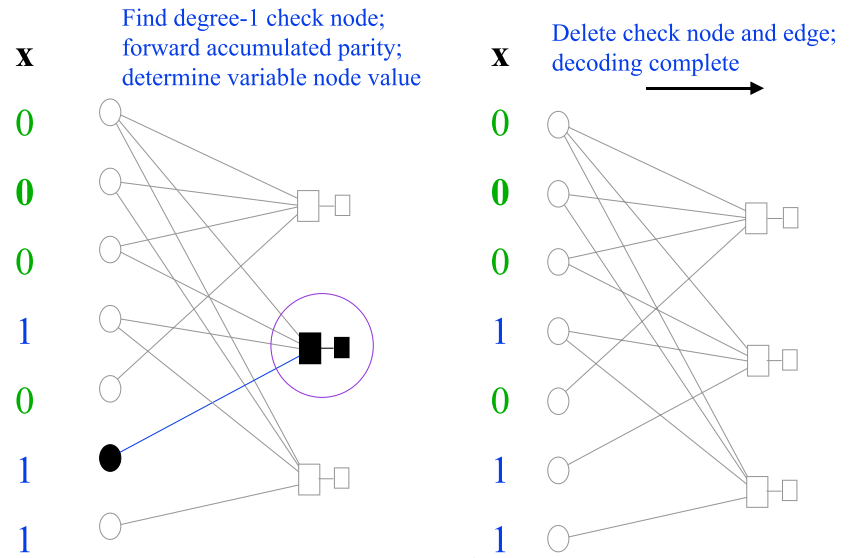 Find degree-1 check node;
forward accumulated parity;
determine variable node value
x
0
0
0
1
0
1
1
Delete check node and edge;
decoding complete
x
0
0
0
1
0
1
1